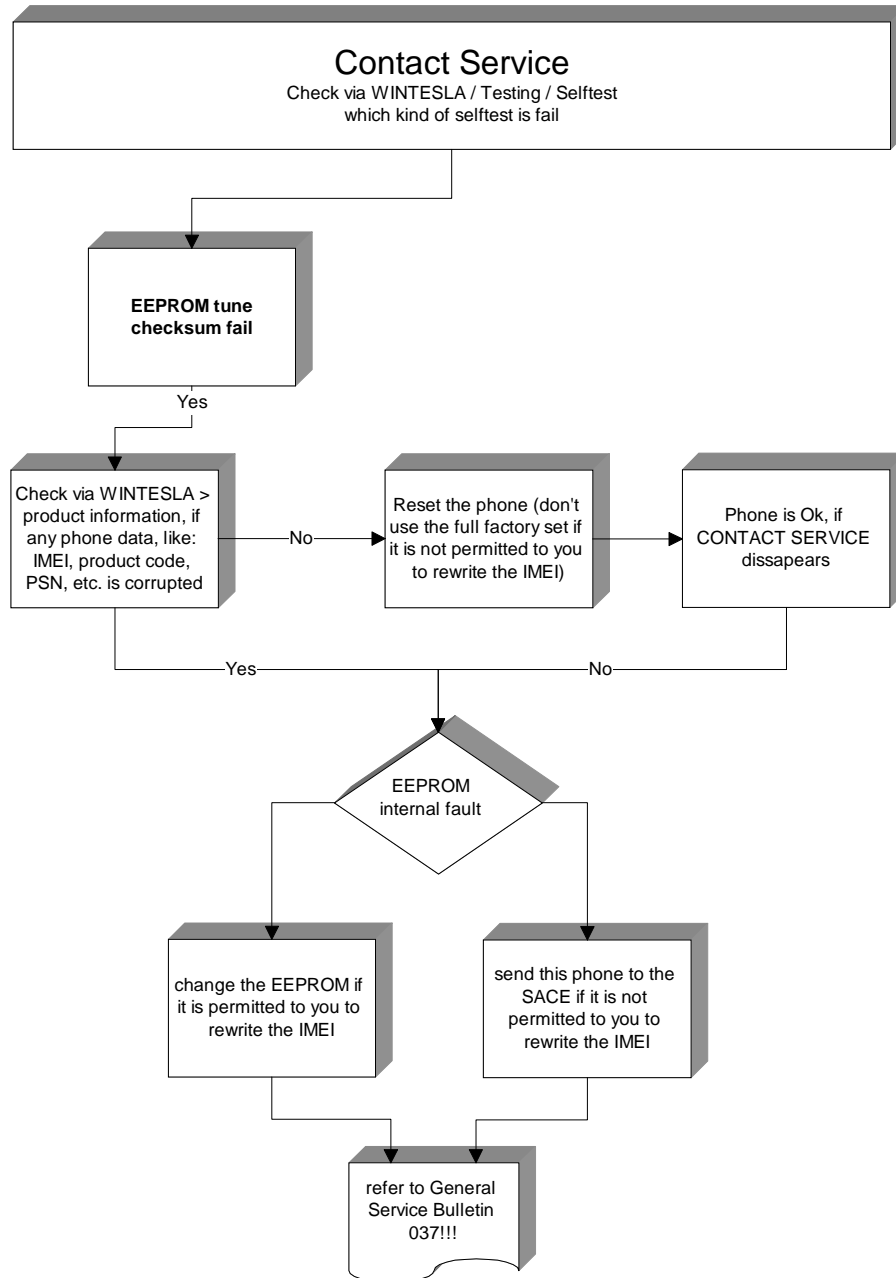 Contact Service
Check via WINTESLA / Testing / Selftest
which kind of selftest is fail
EEPROM tune
checksum fail
Yes
Check via WINTESLA >
product information, if
any phone data, like:
IMEI, product code,
PSN, etc. is corrupted
No
Reset the phone (don't
use the full factory set if
it is not permitted to you
to rewrite the IMEI)
Phone is Ok, if
CONTACT SERVICE
dissapears
Yes
No
EEPROM
internal fault
change the EEPROM if
it is permitted to you to
rewrite the IMEI
send this phone to the
SACE if it is not
permitted to you to
rewrite the IMEI
refer to General
Service Bulletin
037!!!